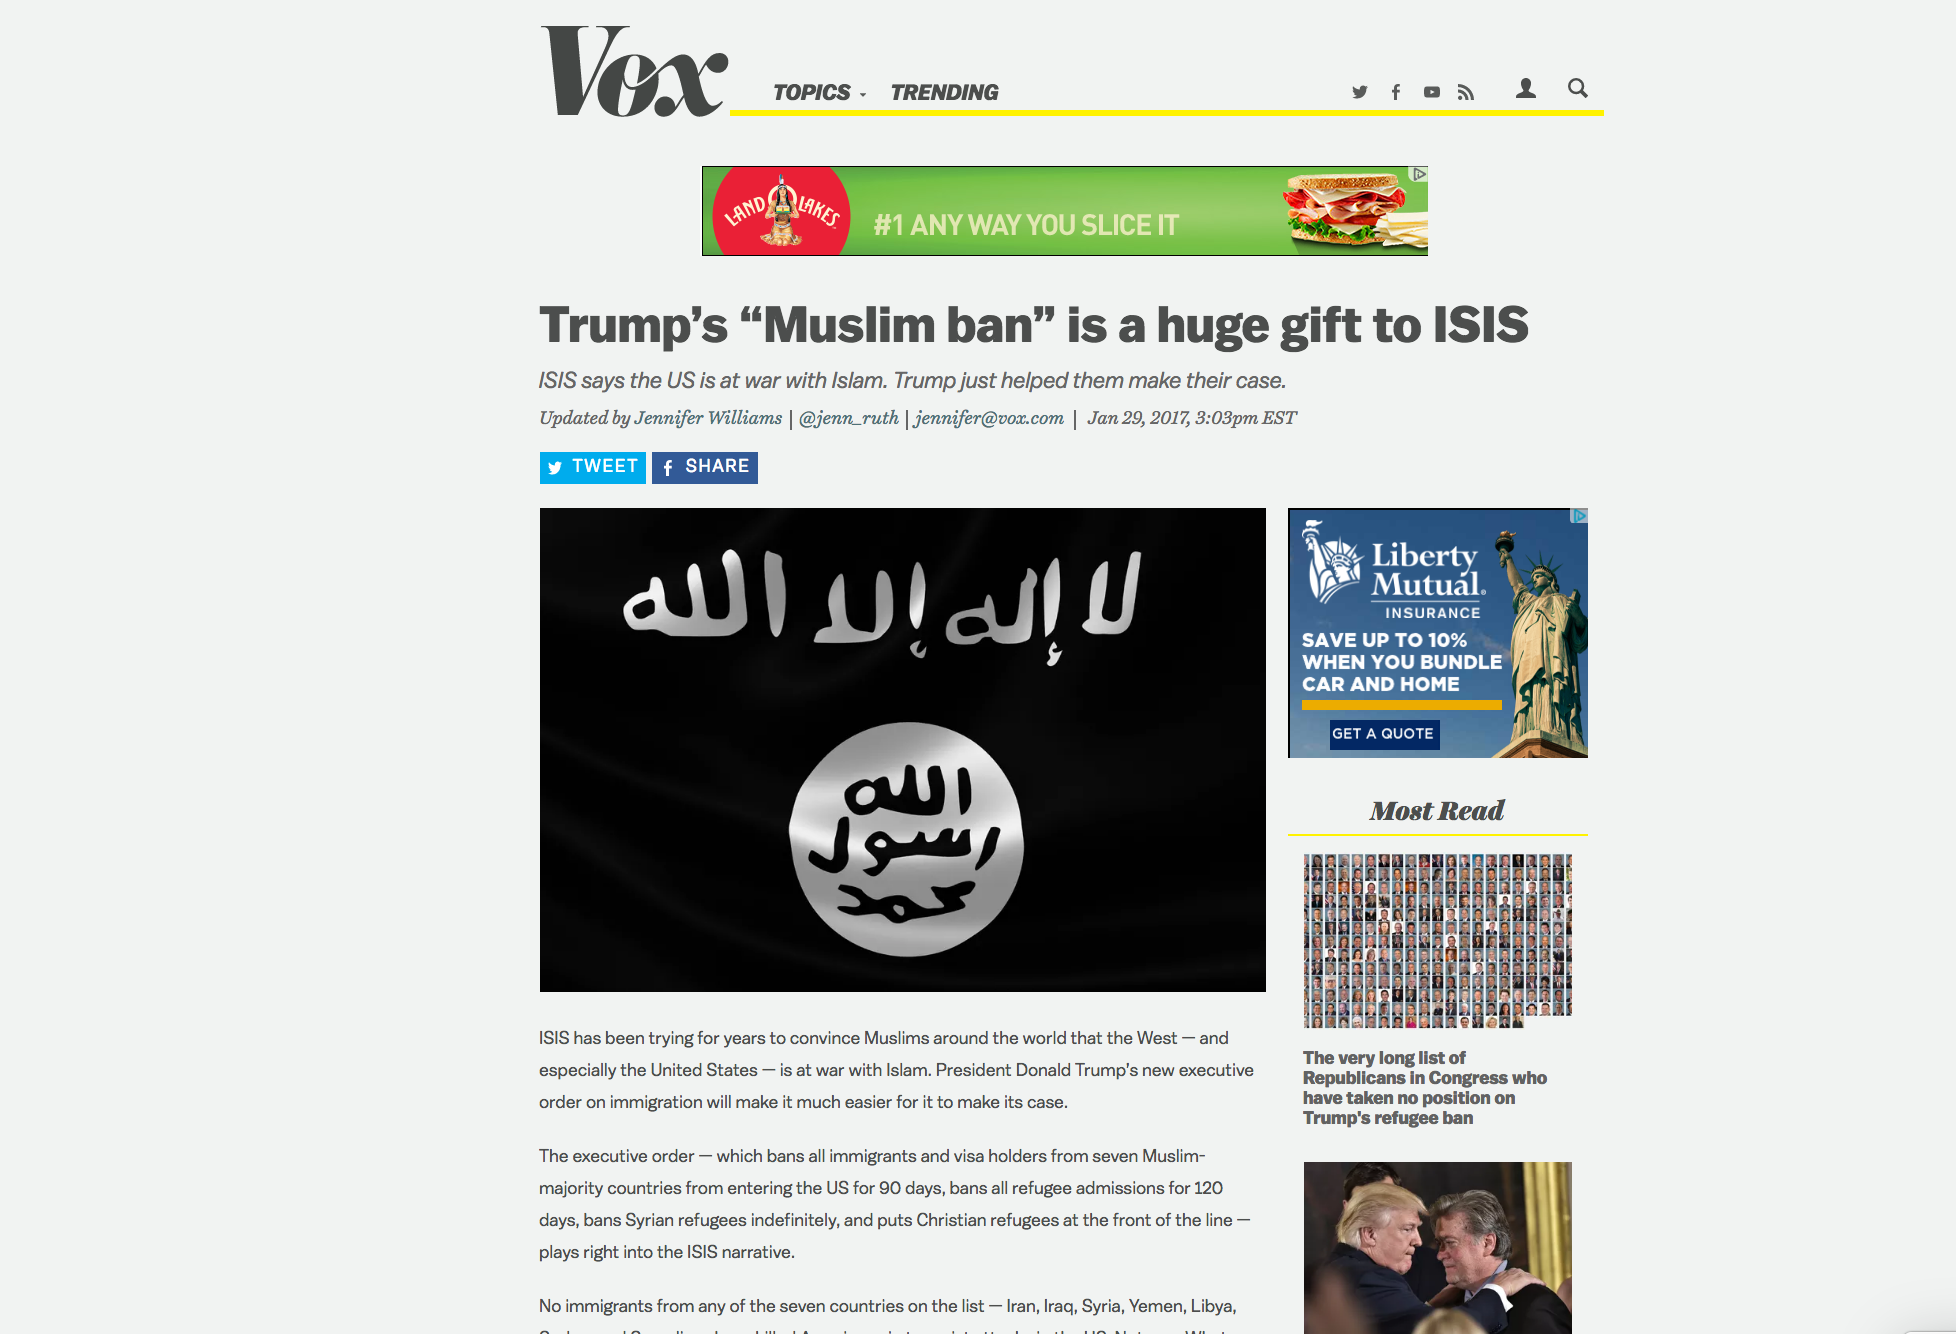 Vox
TOPICS
TRENDING
LAND O LAKES
#1 ANY WAY YOU SLICE IT
Trump’s “Muslim ban” is a huge gift to ISIS
ISIS says the US is at war with Islam. Trump just helped them make their case.
Updated by Jennifer Williams | @jenn_ruth | jennifer@vox.com | Jan 29, 2017, 3:03pm EST
TWEET
SHARE
لا إله إلا الله
الله
رسول
محمد
Liberty
Mutual®
INSURANCE
SAVE UP TO 10%
WHEN YOU BUNDLE
CAR AND HOME
GET A QUOTE
ISIS has been trying for years to convince Muslims around the world that the West — and
especially the United States — is at war with Islam. President Donald Trump’s new executive
order on immigration will make it much easier for it to make its case.
The executive order — which bans all immigrants and visa holders from seven Muslim-
majority countries from entering the US for 90 days, bans all refugee admissions for 120
days, bans Syrian refugees indefinitely, and puts Christian refugees at the front of the line —
plays right into the ISIS narrative.
No immigrants from any of the seven countries on the list — Iran, Iraq, Syria, Yemen, Libya,
Most Read
The very long list of
Republicans in Congress who
have taken no position on
Trump's refugee ban